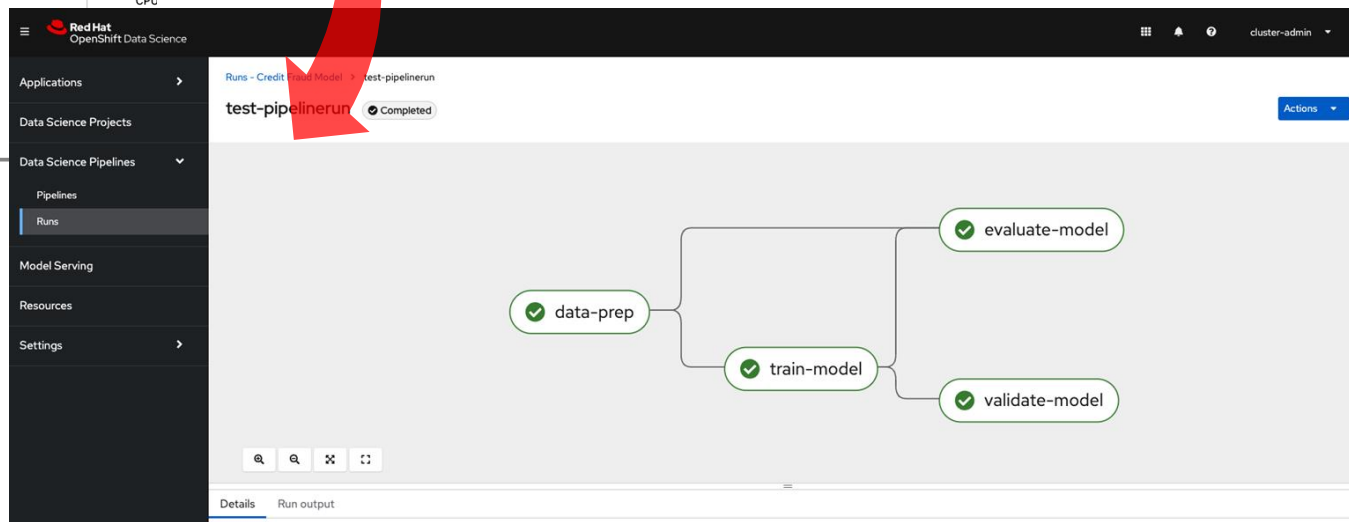 CPU
Red Hat
OpenShift Data Science
cluster-admin
Applications
Data Science Projects
Data Science Pipelines
Pipelines
Runs
Model Serving
Resources
Settings
Runs - Credit Fraud Model > test-pipelinerun
test-pipelinerun Completed
Actions
evaluate-model
data-prep
train-model
validate-model
Details Run output